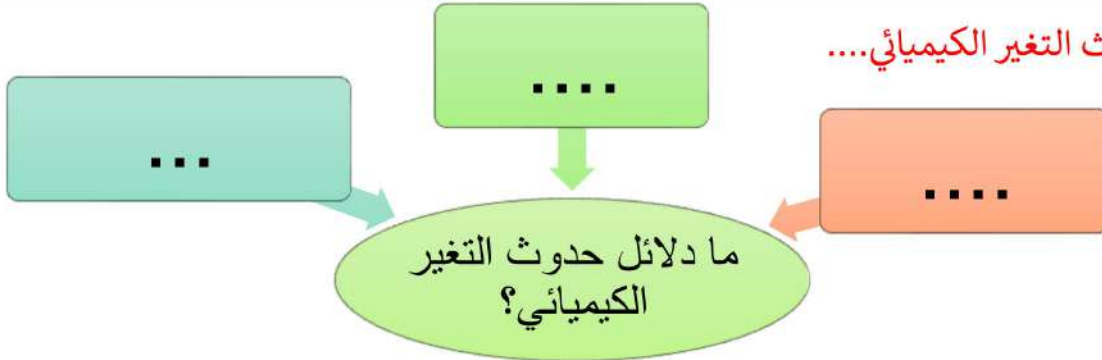 ث التغير الكيميائي....
....
...
....
ما دلائل حدوث التغير
الكيميائي؟